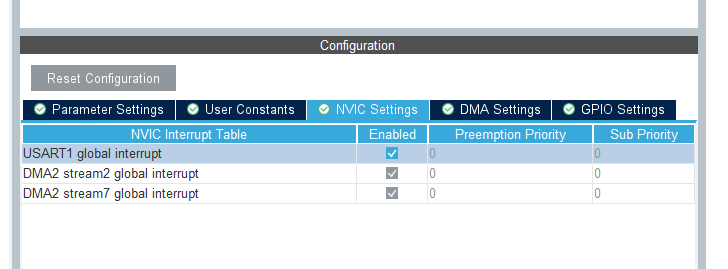 Configuration
Reset Configuration
Parameter Settings User Constants NVIC Settings DMA Settings GPIO Settings
NVIC Interrupt Table Enabled Preemption Priority Sub Priority
USART1 global interrupt 0 0
DMA2 stream2 global interrupt 0 0
DMA2 stream7 global interrupt 0 0